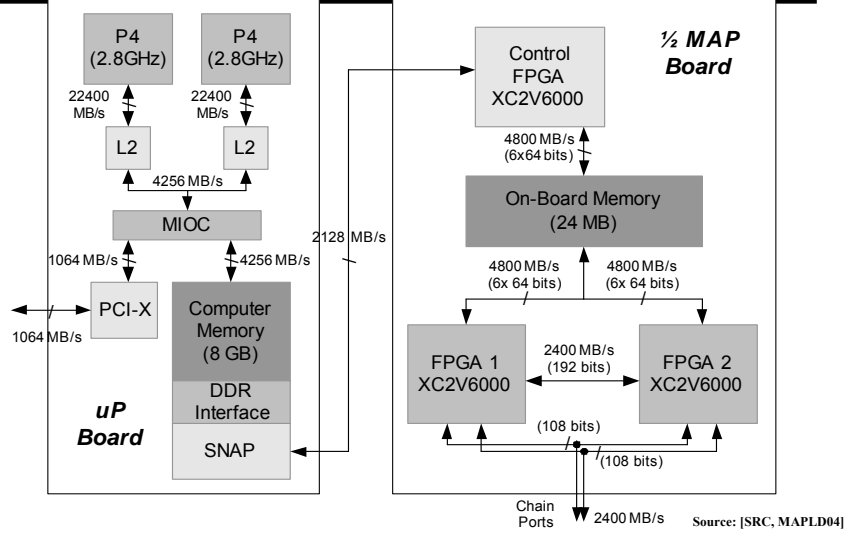 P4
(2.8GHz)
P4
(2.8GHz)
22400
MB/s
22400
MB/s
L2
L2
4256 MB/s
MIOC
1064 MB/s
4256 MB/s
PCI-X
1064 MB/s
Computer
Memory
(8 GB)
DDR
Interface
SNAP
uP
Board
2128 MB/s
½ MAP
Board
Control
FPGA
XC2V6000
4800 MB/s
(6x64 bits)
On-Board Memory
(24 MB)
4800 MB/s
(6x 64 bits)
4800 MB/s
(6x 64 bits)
FPGA 1
XC2V6000
2400 MB/s
(192 bits)
FPGA 2
XC2V6000
(108 bits)
(108 bits)
Chain
Ports
2400 MB/s
Source: [SRC, MAPLD04]